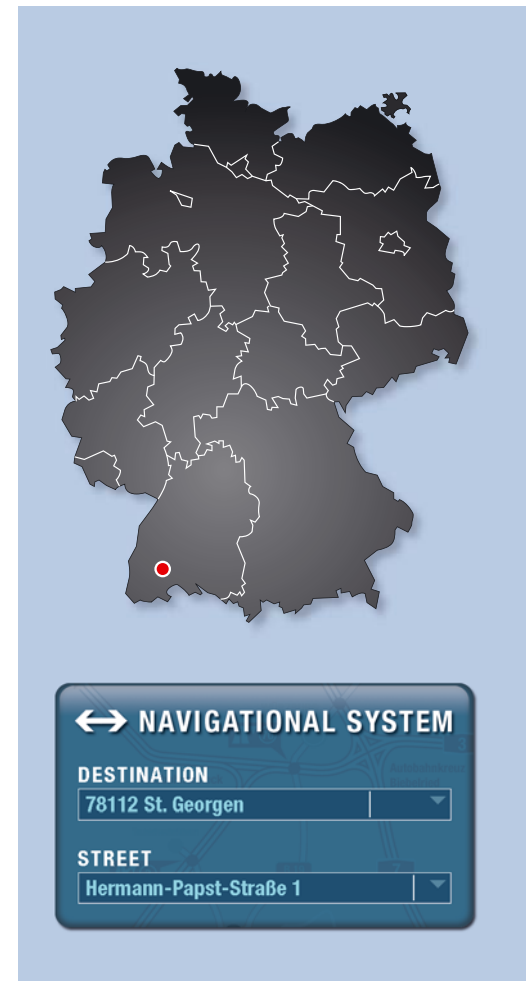 NAVIGATIONAL SYSTEM
DESTINATION
78112 St. Georgen
STREET
Hermann-Papst-Straße 1